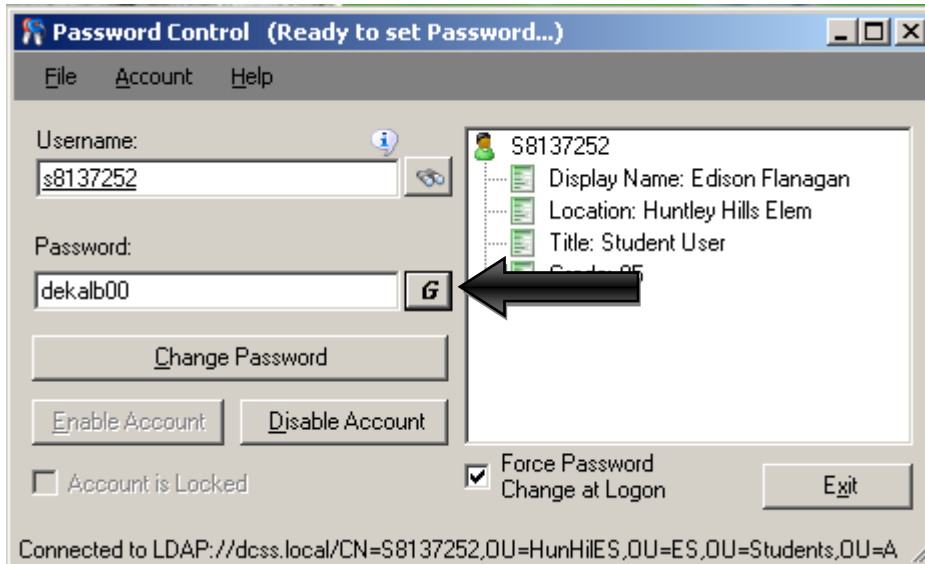 Password Control (Ready to set Password...)
File Account Help
Username:
s8137252
Password:
dekalb00
G
Change Password
Enable Account Disable Account
Account is Locked
S8137252
Display Name: Edison Flanagan
Location: Huntley Hills Elem
Title: Student User
05
Force Password
Change at Logon
Exit
Connected to LDAP://dcss.local/CN=S8137252,OU=HunHilES,OU=ES,OU=Students,OU=A